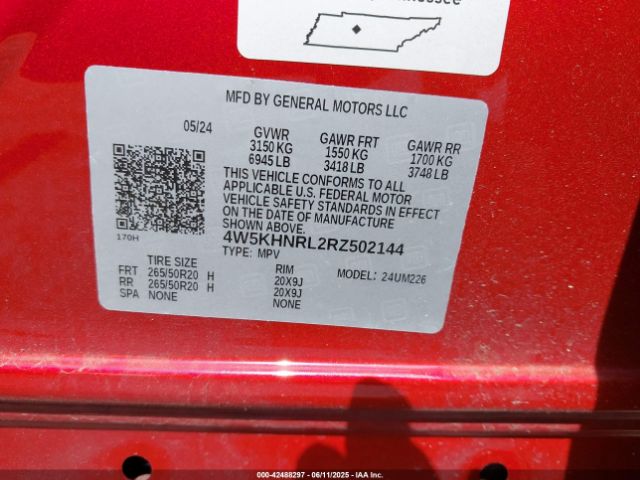 MFD BY GENERAL MOTORS LLC
05/24 GVWR GAWR FRT GAWR RR
3150 KG 1550 KG 1700 KG
6945 LB 3418 LB 3748 LB
THIS VEHICLE CONFORMS TO ALL
APPLICABLE U.S. FEDERAL MOTOR
VEHICLE SAFETY STANDARDS IN EFFECT
ON THE DATE OF MANUFACTURE
SHOWN ABOVE.
170H
4W5KHNRL2RZ502144
TYPE: MPV
TIRE SIZE RIM MODEL: 24UM226
FRT 265/50R20 H 20X9J
RR 265/50R20 H 20X9J
SPA NONE NONE
000-42488297 - 06/11/2025 - IAA Inc.